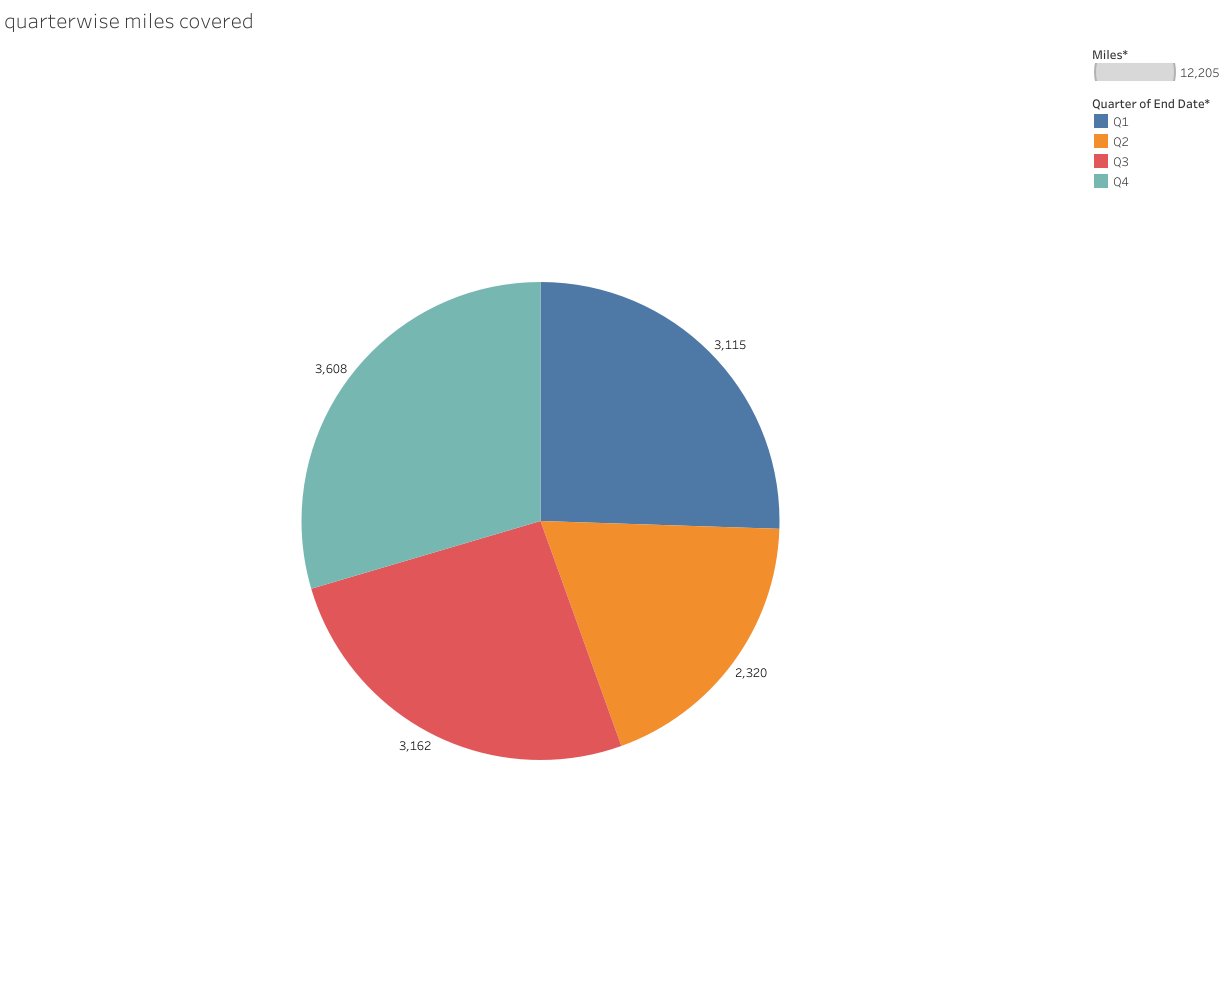 quarterwise miles covered
Miles*
12,205
Quarter of End Date*
Q1
Q2
Q3
Q4
3,115
3,608
2,320
3,162